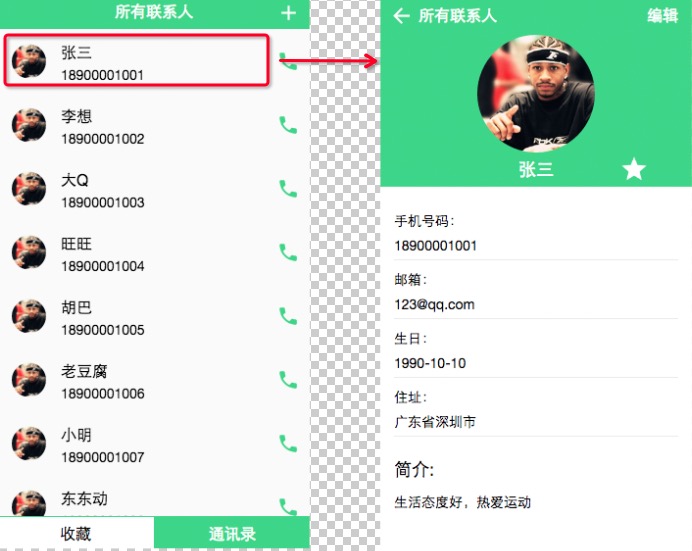 所有联系人
张三
18900001001
李想
18900001002
大Q
18900001003
旺旺
18900001004
胡巴
18900001005
老豆腐
18900001006
小明
18900001007
东东动
收藏
通讯录
所有联系人
编辑
张三
手机号码:
18900001001
邮箱:
123@qq.com
生日:
1990-10-10
住址:
广东省深圳市
简介:
生活态度好，热爱运动